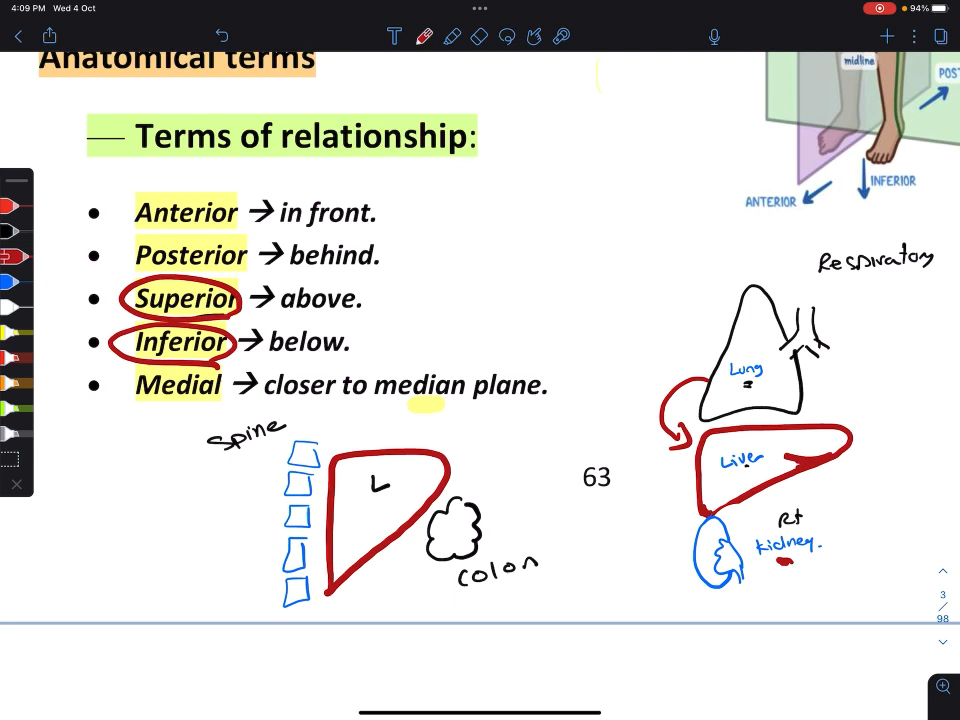 4:09 PM Wed 4 Oct
94%
Anatomical terms
midline
POST
— Terms of relationship:
INFERIOR
ANTERIOR
• Anterior → in front.
• Posterior → behind.
• Superior → above.
• Inferior → below.
• Medial → closer to median plane.
Respiratory
Lung
Spine
L
63
Liver
Rt
kidney.
colon
3
/
98